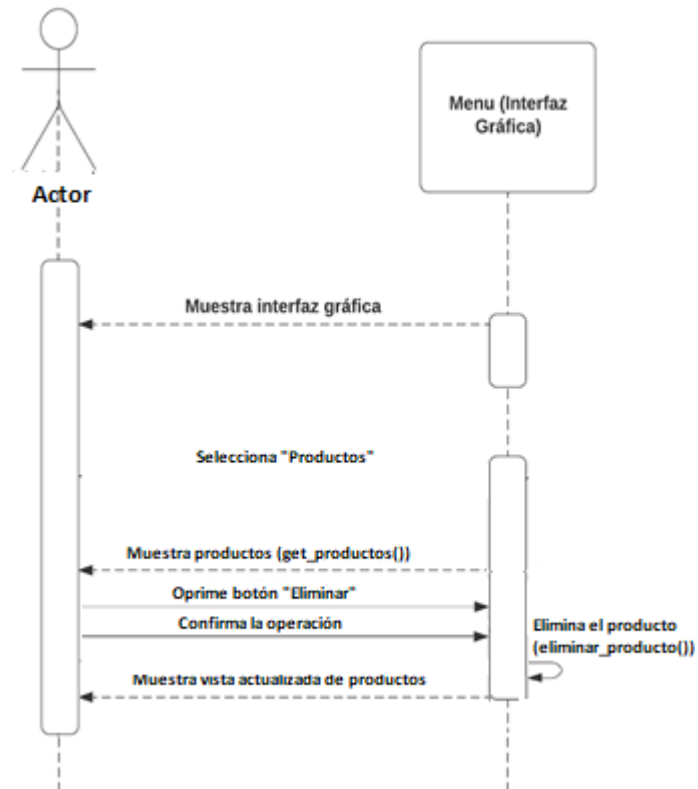 Menu (Interfaz
Gráfica)
Actor
Muestra interfaz gráfica
Selecciona "Productos"
Muestra productos (get_productos())
Oprime botón "Eliminar"
Confirma la operación
Elimina el producto
(eliminar_producto())
Muestra vista actualizada de productos